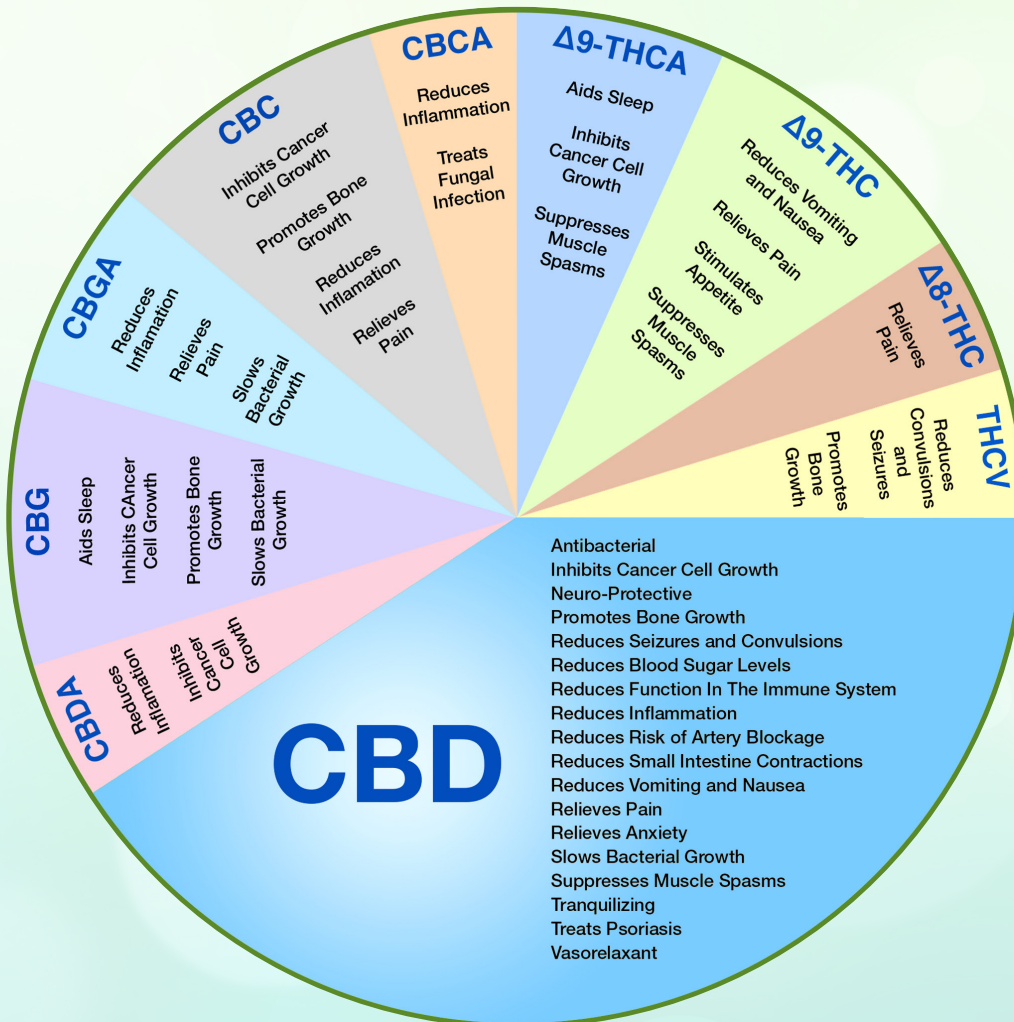 CBCA
Reduces
Inflammation
Treats
Fungal
Infection
Δ9-THCA
Aids Sleep
Inhibits
Cancer Cell
Growth
Suppresses
Muscle
Spasms
Δ9-THC
Reduces Vomiting
and Nausea
Relieves Pain
Stimulates
Appetite
Suppresses
Muscle
Spasms
Δ8-THC
Relieves
Pain
THCV
Reduces
Convulsions
and
Seizures
Promotes
Bone
Growth
CBD
Antibacterial
Inhibits Cancer Cell Growth
Neuro-Protective
Promotes Bone Growth
Reduces Seizures and Convulsions
Reduces Blood Sugar Levels
Reduces Function In The Immune System
Reduces Inflammation
Reduces Risk of Artery Blockage
Reduces Small Intestine Contractions
Reduces Vomiting and Nausea
Relieves Pain
Relieves Anxiety
Slows Bacterial Growth
Suppresses Muscle Spasms
Tranquilizing
Treats Psoriasis
Vasorelaxant
CBDA
Reduces
Inflamation
Inhibits
Cancer
Cell
Growth
CBG
Aids Sleep
Inhibits CAncer
Cell Growth
Promotes Bone
Growth
Slows Bacterial
Growth
CBGA
Reduces
Inflamation
Relieves
Pain
Slows
Bacterial
Growth
CBC
Inhibits Cancer
Cell Growth
Promotes Bone
Growth
Reduces
Inflamation
Relieves
Pain